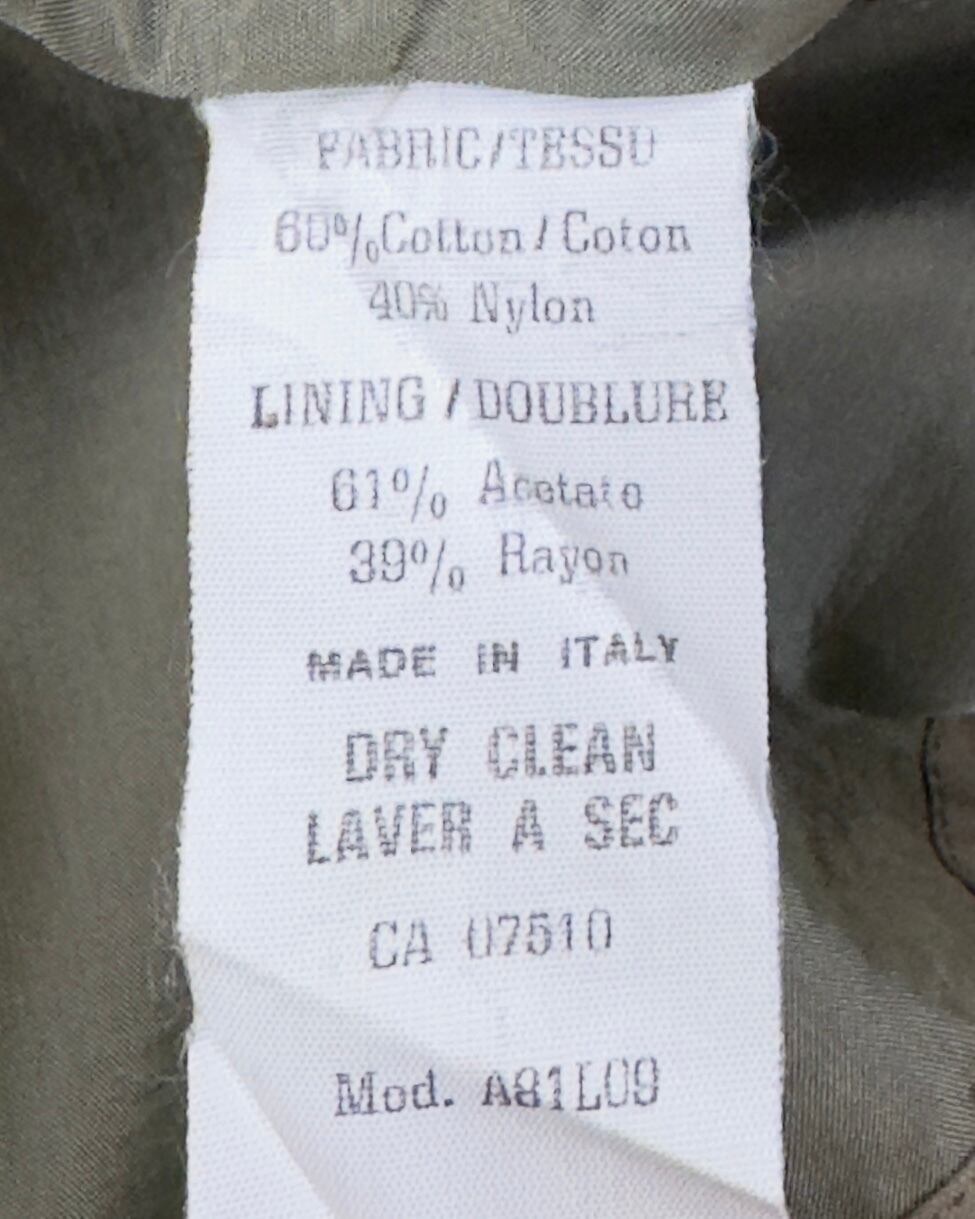 FABRIC/TESSU
60%Cotton/Coton
40% Nylon
LINING/DOUBLURE
61% Acetate
39% Rayon
MADE IN ITALY
DRY CLEAN
LAVER A SEC
CA 07510
Mod. A81L09